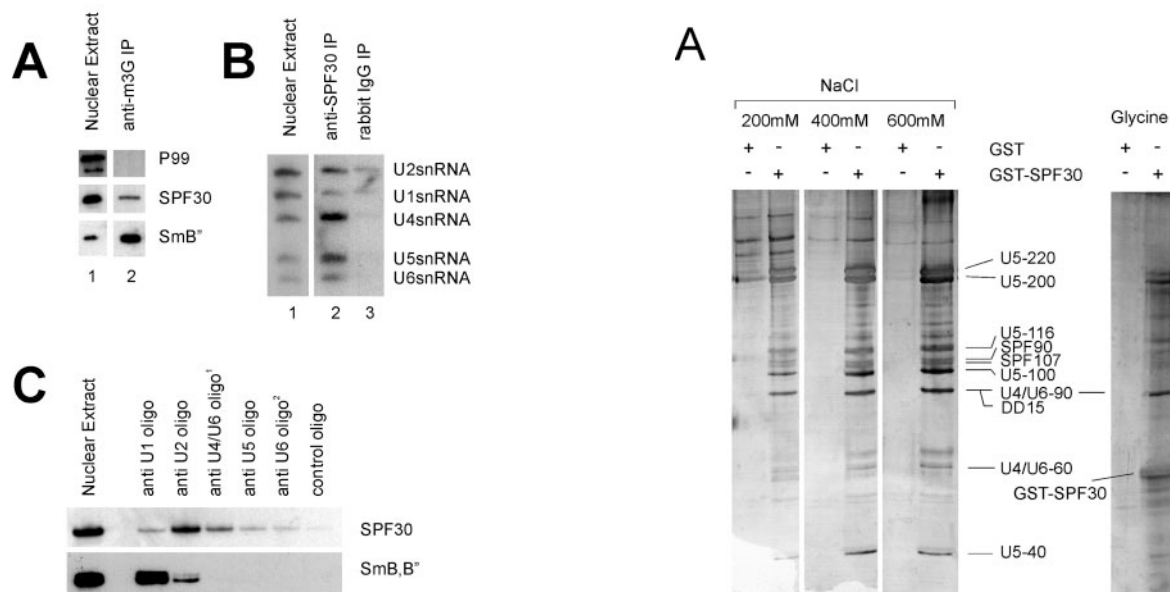 A
Nuclear Extract
anti-m3G IP
P99
SPF30
SmB"
1 2
B
Nuclear Extract
anti-SPF30 IP
rabbit IgG IP
U2snRNA
U1snRNA
U4snRNA
U5snRNA
U6snRNA
1 2 3
C
Nuclear Extract
anti U1 oligo
anti U2 oligo
anti U4/U6 oligo¹
anti U5 oligo
anti U6 oligo²
control oligo
SPF30
SmB,B"
A
NaCl
200mM 400mM 600mM Glycine
+ - + - + - GST + -
- + - + - + GST-SPF30 - +
U5-220
U5-200
U5-116
SPF90
SPF107
U5-100
U4/U6-90
DD15
U4/U6-60
GST-SPF30
U5-40